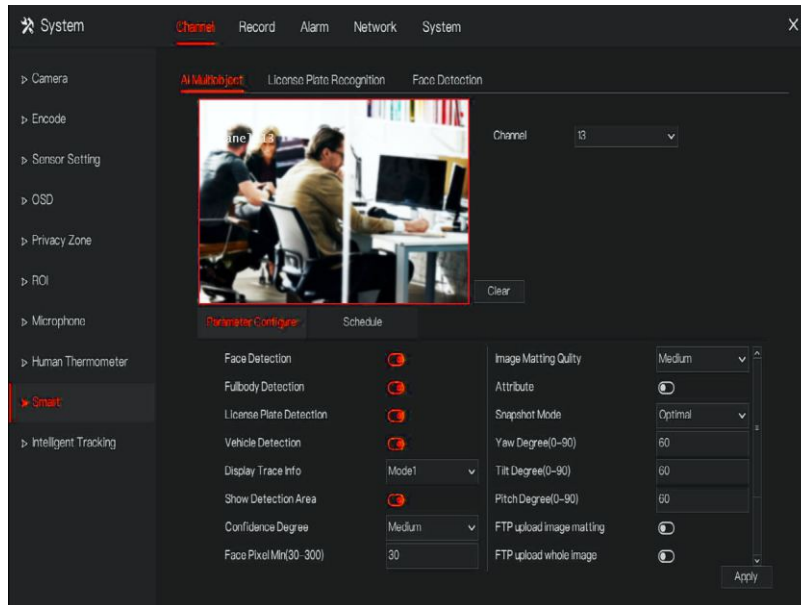 System
Channel Record Alarm Network System X
Camera
Encode
Sensor Setting
OSD
Privacy Zone
ROI
Microphone
Human Thermometer
Smart
Intelligent Tracking
AI Multiobject License Plate Recognition Face Detection
Channel 13
Clear
Parameter Configurer Schedule
Face Detection
Fullbody Detection
License Plate Detection
Vehicle Detection
Display Trace Info Mode1
Show Detection Area
Confidence Degree Medium
Face Pixel Min(30-300) 30
Image Matting Quility Medium
Attribute
Snapshot Mode Optimal
Yaw Degree(0-90) 60
Tilt Degree(0-90) 60
Pitch Degree(0-90) 60
FTP upload image matting
FTP upload whole image
Apply